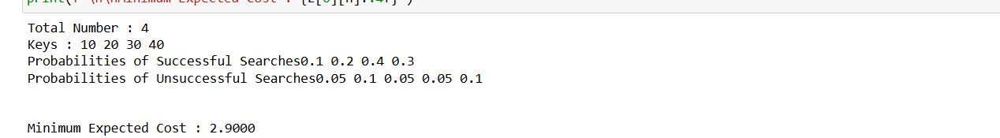 print(f"\n\nMinimum Expected Cost : {E[0][n]:.4f}")
Total Number : 4
Keys : 10 20 30 40
Probabilities of Successful Searches0.1 0.2 0.4 0.3
Probabilities of Unsuccessful Searches0.05 0.1 0.05 0.05 0.1
Minimum Expected Cost : 2.9000